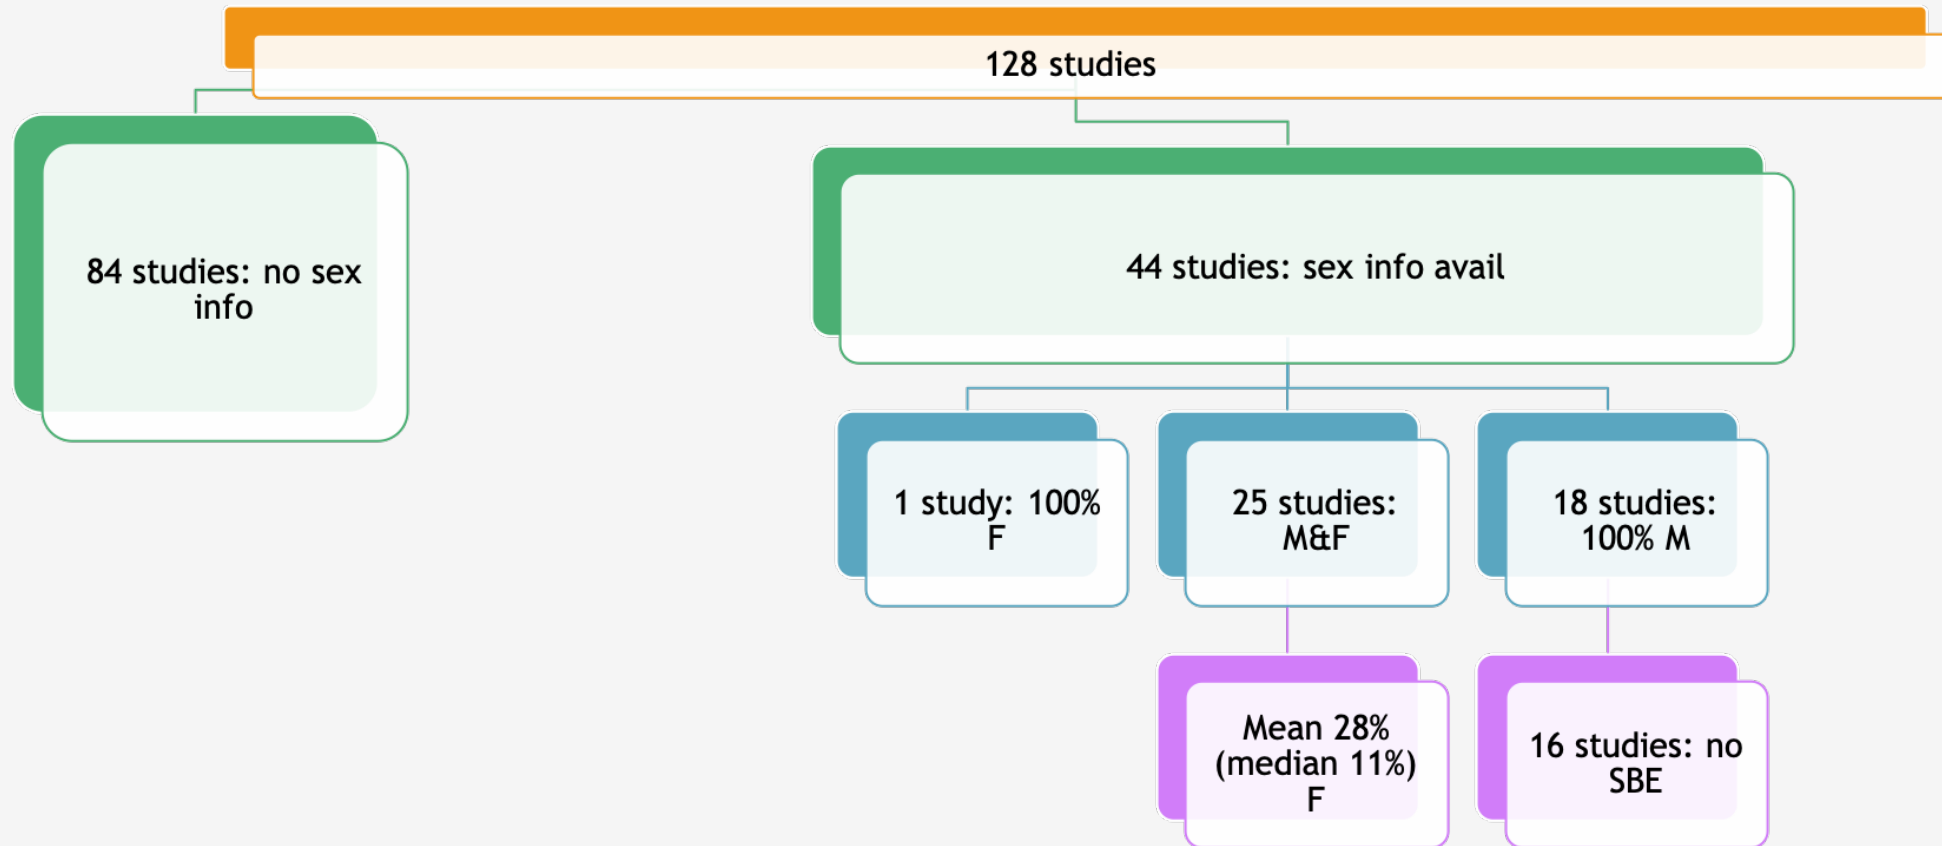 128 studies
84 studies: no sex
info
44 studies: sex info avail
1 study: 100%
F
25 studies:
M&F
18 studies:
100% M
Mean 28%
(median 11%)
F
16 studies: no
SBE